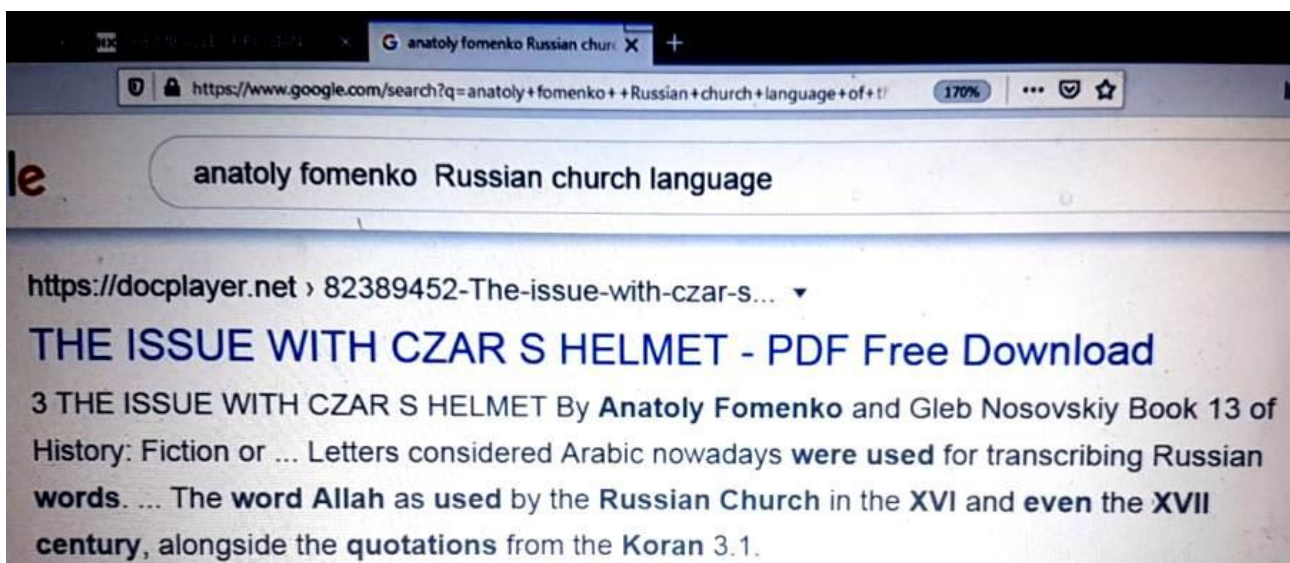 G anatoly fomenko Russian chur
https://www.google.com/search?q=anatoly+fomenko++Russian+church+language+of+t
170%
le
anatoly fomenko Russian church language
https://docplayer.net › 82389452-The-issue-with-czar-s...
THE ISSUE WITH CZAR S HELMET - PDF Free Download
3 THE ISSUE WITH CZAR S HELMET By Anatoly Fomenko and Gleb Nosovskiy Book 13 of
History: Fiction or ... Letters considered Arabic nowadays were used for transcribing Russian
words. ... The word Allah as used by the Russian Church in the XVI and even the XVII
century, alongside the quotations from the Koran 3.1.